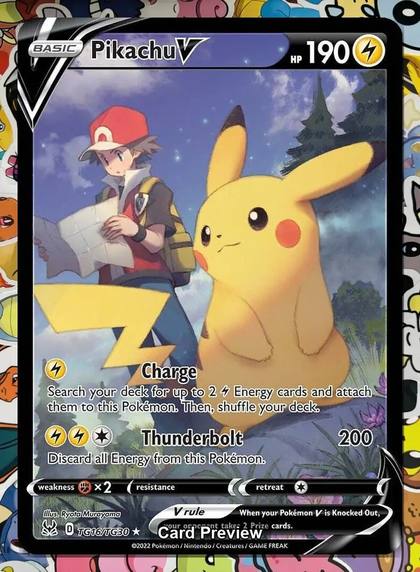 BASIC Pikachu V HP 190
Charge
Search your deck for up to 2 Energy cards and attach
them to this Pokémon. Then, shuffle your deck.
Thunderbolt 200
Discard all Energy from this Pokémon.
weakness ×2 resistance retreat
Illus. Ryota Murayama
V rule When your Pokémon V is Knocked Out,
TG16/TG30 your opponent takes 2 Prize cards.
Card Preview
©2022 Pokémon / Nintendo / Creatures / GAME FREAK